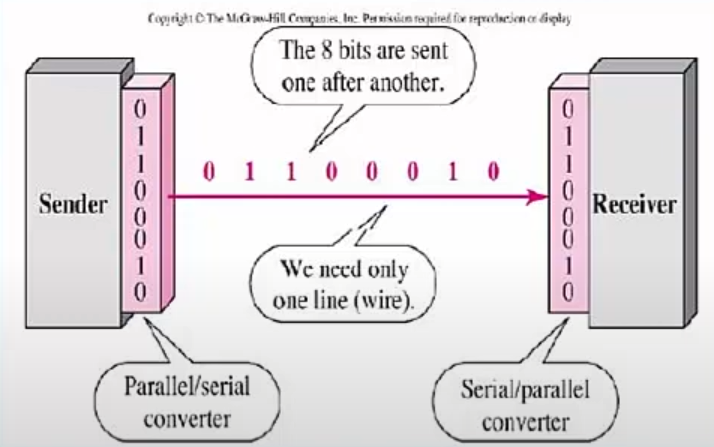 Copyright © The McGraw-Hill Companies, Inc. Permission required for reproduction or display
The 8 bits are sent
one after another.
0 1 1 0 0 0 1 0
Sender
0
1
1
0
0
0
1
0
We need only
one line (wire).
0
1
1
0
0
0
1
0
Receiver
Parallel/serial
converter
Serial/parallel
converter